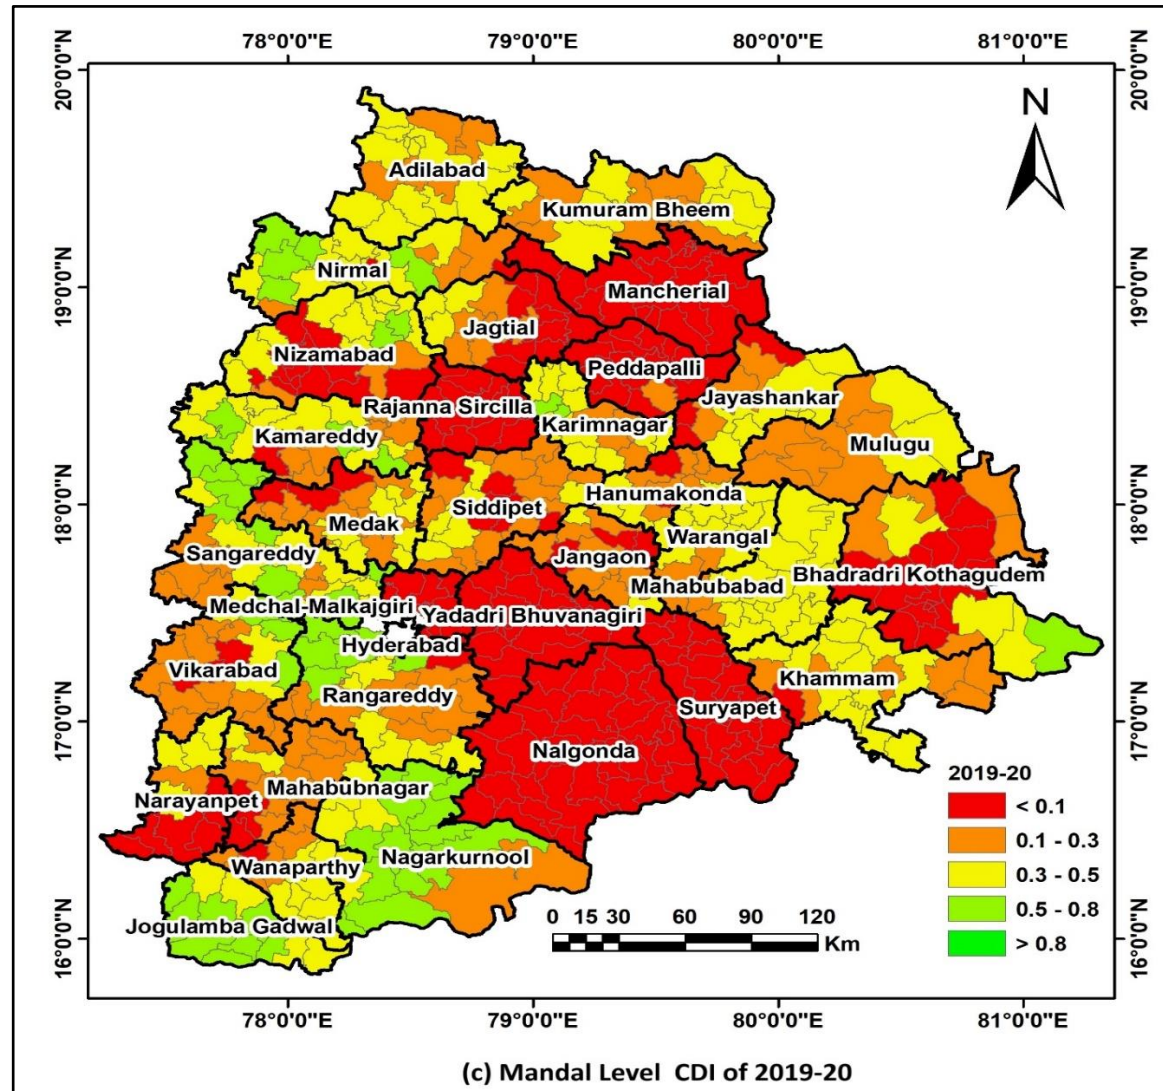 78°0'0"E 79°0'0"E 80°0'0"E 81°0'0"E
20°0'0"N 20°0'0"N
19°0'0"N 19°0'0"N
18°0'0"N 18°0'0"N
17°0'0"N 17°0'0"N
16°0'0"N 16°0'0"N
N
Adilabad
Kumuram Bheem
Nirmal
Mancherial
Jagtial
Nizamabad
Peddapalli
Jayashankar
Rajanna Sircilla
Karimnagar
Kamareddy
Mulugu
Hanumakonda
Siddipet
Medak
Warangal
Sangareddy
Jangaon
Bhadradri Kothagudem
Mahabubabad
Medchal-Malkajgiri
Yadadri Bhuvanagiri
Hyderabad
Vikarabad
Khammam
Rangareddy
Suryapet
Nalgonda
Mahabubnagar
Narayanpet
Nagarkurnool
Wanaparthy
Jogulamba Gadwal
2019-20
< 0.1
0.1 - 0.3
0.3 - 0.5
0.5 - 0.8
> 0.8
0 15 30 60 90 120
Km
78°0'0"E 79°0'0"E 80°0'0"E 81°0'0"E
(c) Mandal Level CDI of 2019-20